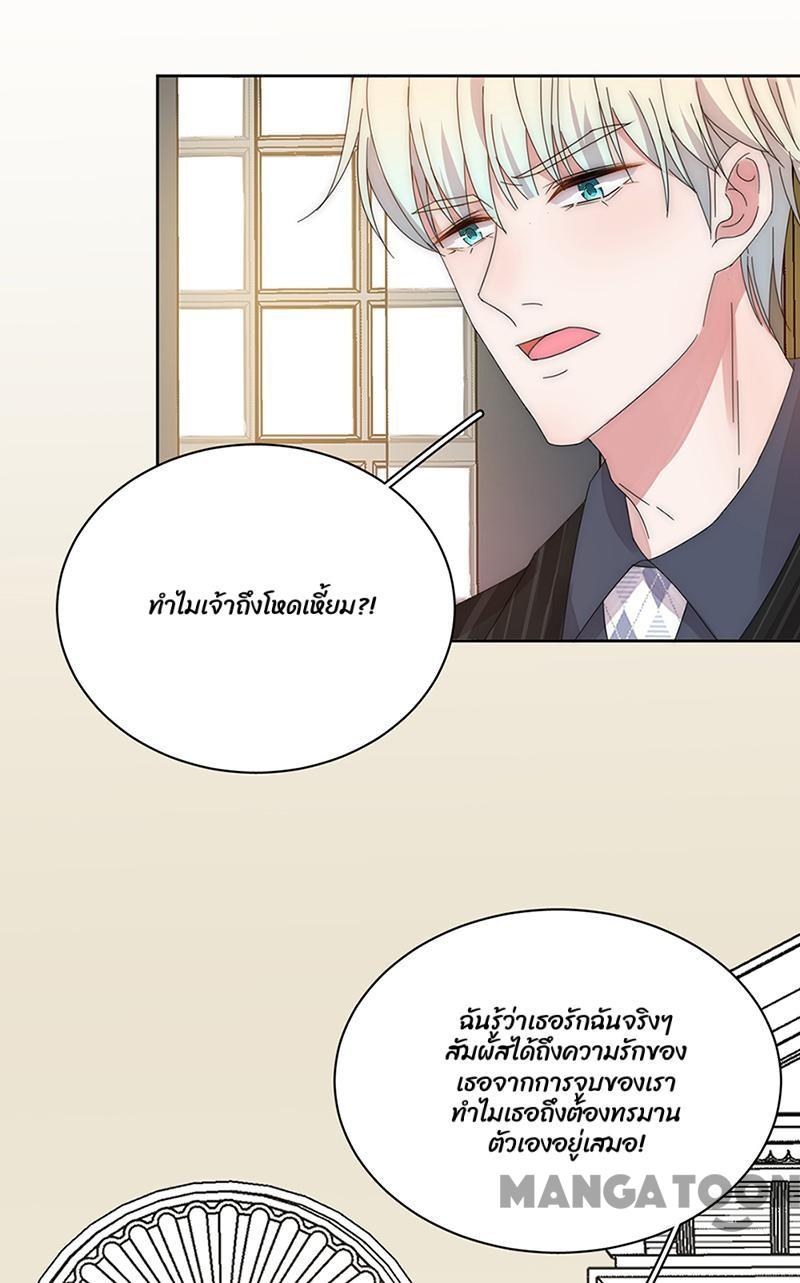 ทำไมเจ้าถึงโหดเหี้ยม?!
ฉันรู้ว่าเธอรักฉันจริงๆ
สัมผัสได้ถึงความรักของ
เธอจากการจูบของเรา
ทำไมเธอถึงต้องทรมาน
ตัวเองอยู่เสมอ!
MANGATOON